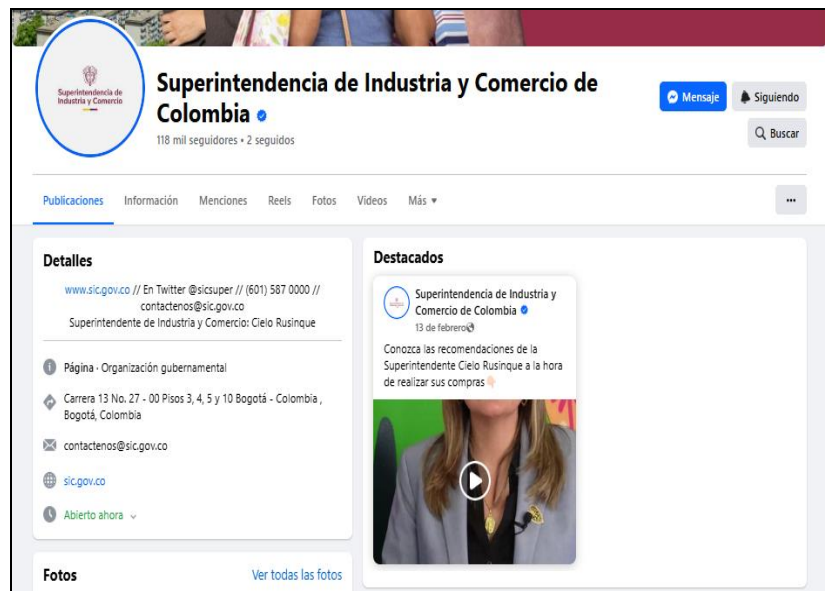 Superintendencia de
Industria y Comercio
Superintendencia de Industria y Comercio de
Colombia
118 mil seguidores • 2 seguidos
Mensaje
Siguiendo
Buscar
Publicaciones
Información
Menciones
Reels
Fotos
Videos
Más
Detalles
www.sic.gov.co // En Twitter @sicsuper // (601) 587 0000 //
contactenos@sic.gov.co
Superintendente de Industria y Comercio: Cielo Rusinque
Página · Organización gubernamental
Carrera 13 No. 27 - 00 Pisos 3, 4, 5 y 10 Bogotá - Colombia ,
Bogotá, Colombia
contactenos@sic.gov.co
sic.gov.co
Abierto ahora
Fotos
Ver todas las fotos
Destacados
Superintendencia de Industria y
Comercio de Colombia
13 de febrero
Conozca las recomendaciones de la
Superintendente Cielo Rusinque a la hora
de realizar sus compras